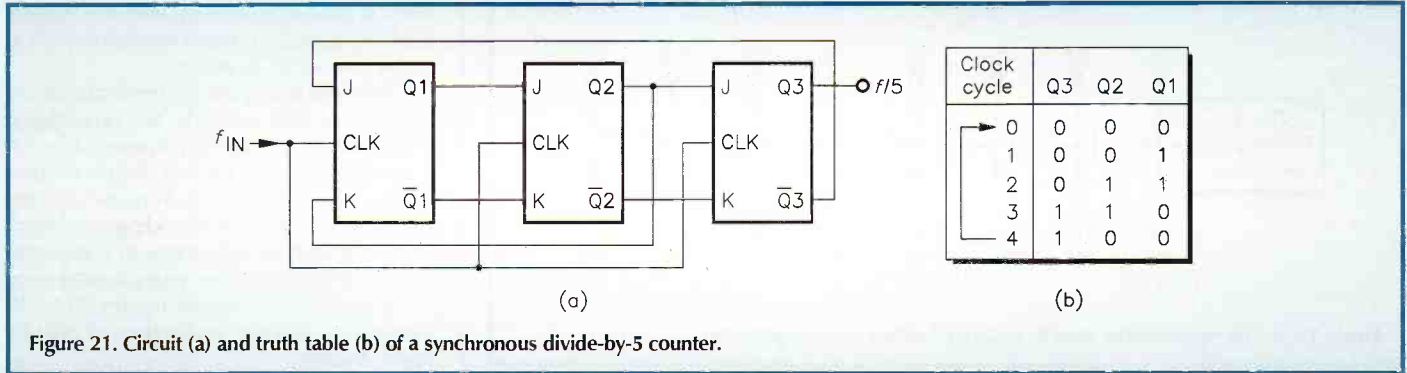 J Q1 J Q2 J Q3 f/5
f IN CLK CLK CLK
K Q̅1 K Q̅2 K Q̅3
(a)
Clock cycle Q3 Q2 Q1
0 0 0 0
1 0 0 1
2 0 1 1
3 1 1 0
4 1 0 0
(b)
Figure 21. Circuit (a) and truth table (b) of a synchronous divide-by-5 counter.